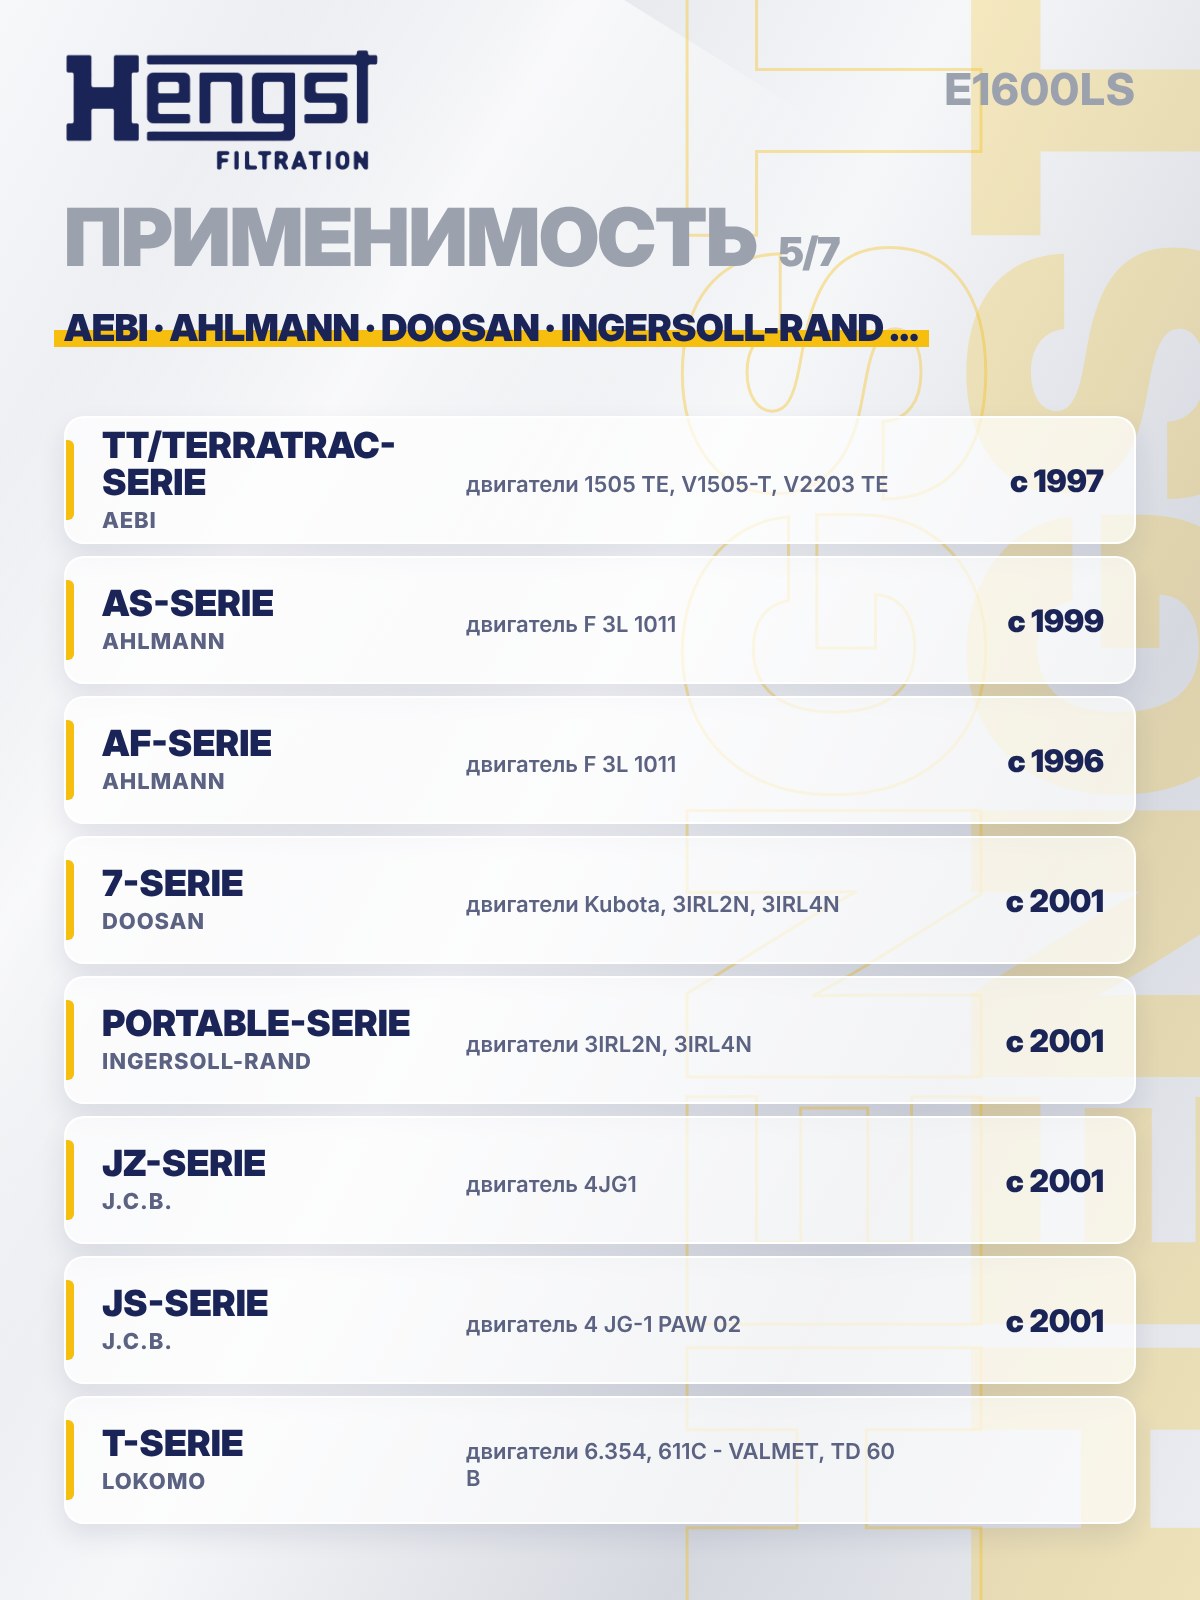 Hengst
FILTRATION
E1600LS
ПРИМЕНИМОСТЬ 5/7
AEBI · AHLMANN · DOOSAN · INGERSOLL-RAND ...
TT/TERRATRAC-
SERIE
AEBI
двигатели 1505 TE, V1505-T, V2203 TE
с 1997
AS-SERIE
AHLMANN
двигатель F 3L 1011
с 1999
AF-SERIE
AHLMANN
двигатель F 3L 1011
с 1996
7-SERIE
DOOSAN
двигатели Kubota, 3IRL2N, 3IRL4N
с 2001
PORTABLE-SERIE
INGERSOLL-RAND
двигатели 3IRL2N, 3IRL4N
с 2001
JZ-SERIE
J.C.B.
двигатель 4JG1
с 2001
JS-SERIE
J.C.B.
двигатель 4 JG-1 PAW 02
с 2001
T-SERIE
LOKOMO
двигатели 6.354, 611C - VALMET, TD 60
B
HENGST
HENGST